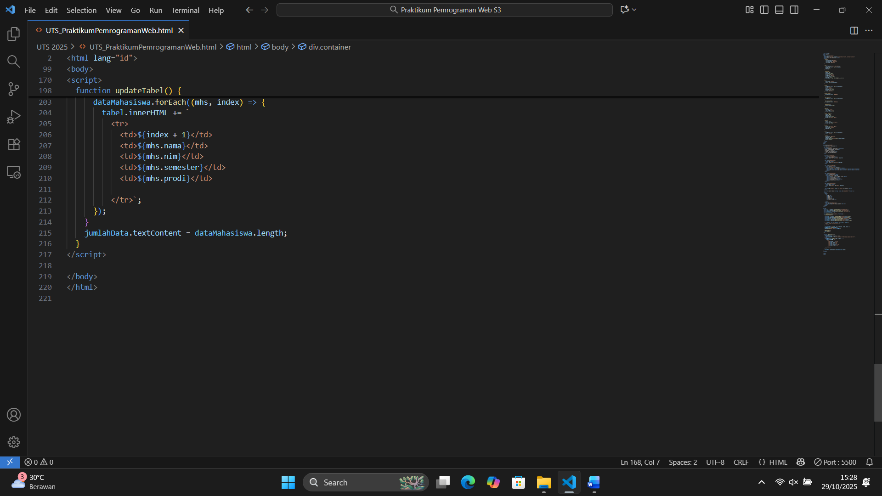 File Edit Selection View Go Run Terminal Help
Praktikum Pemrograman Web S3
UTS_PraktikumPemrogramanWeb.html
UTS 2025 > UTS_PraktikumPemrogramanWeb.html > html > body > div.container
2 <html lang="id">
99 <body>
170 <script>
198 function updateTabel() {
203 dataMahasiswa.forEach((mhs, index) => {
204 tabel.innerHTML += `
205 <tr>
206 <td>${index + 1}</td>
207 <td>${mhs.nama}</td>
208 <td>${mhs.nim}</td>
209 <td>${mhs.semester}</td>
210 <td>${mhs.prodi}</td>
211
212 </tr>`;
213 });
214 }
215 jumlahData.textContent = dataMahasiswa.length;
216 }
217 </script>
218
219 </body>
220 </html>
221
0 0
Ln 168, Col 7 Spaces: 2 UTF-8 CRLF {} HTML Port : 5500
3 30°C
Berawan
Search
15:28
29/10/2025